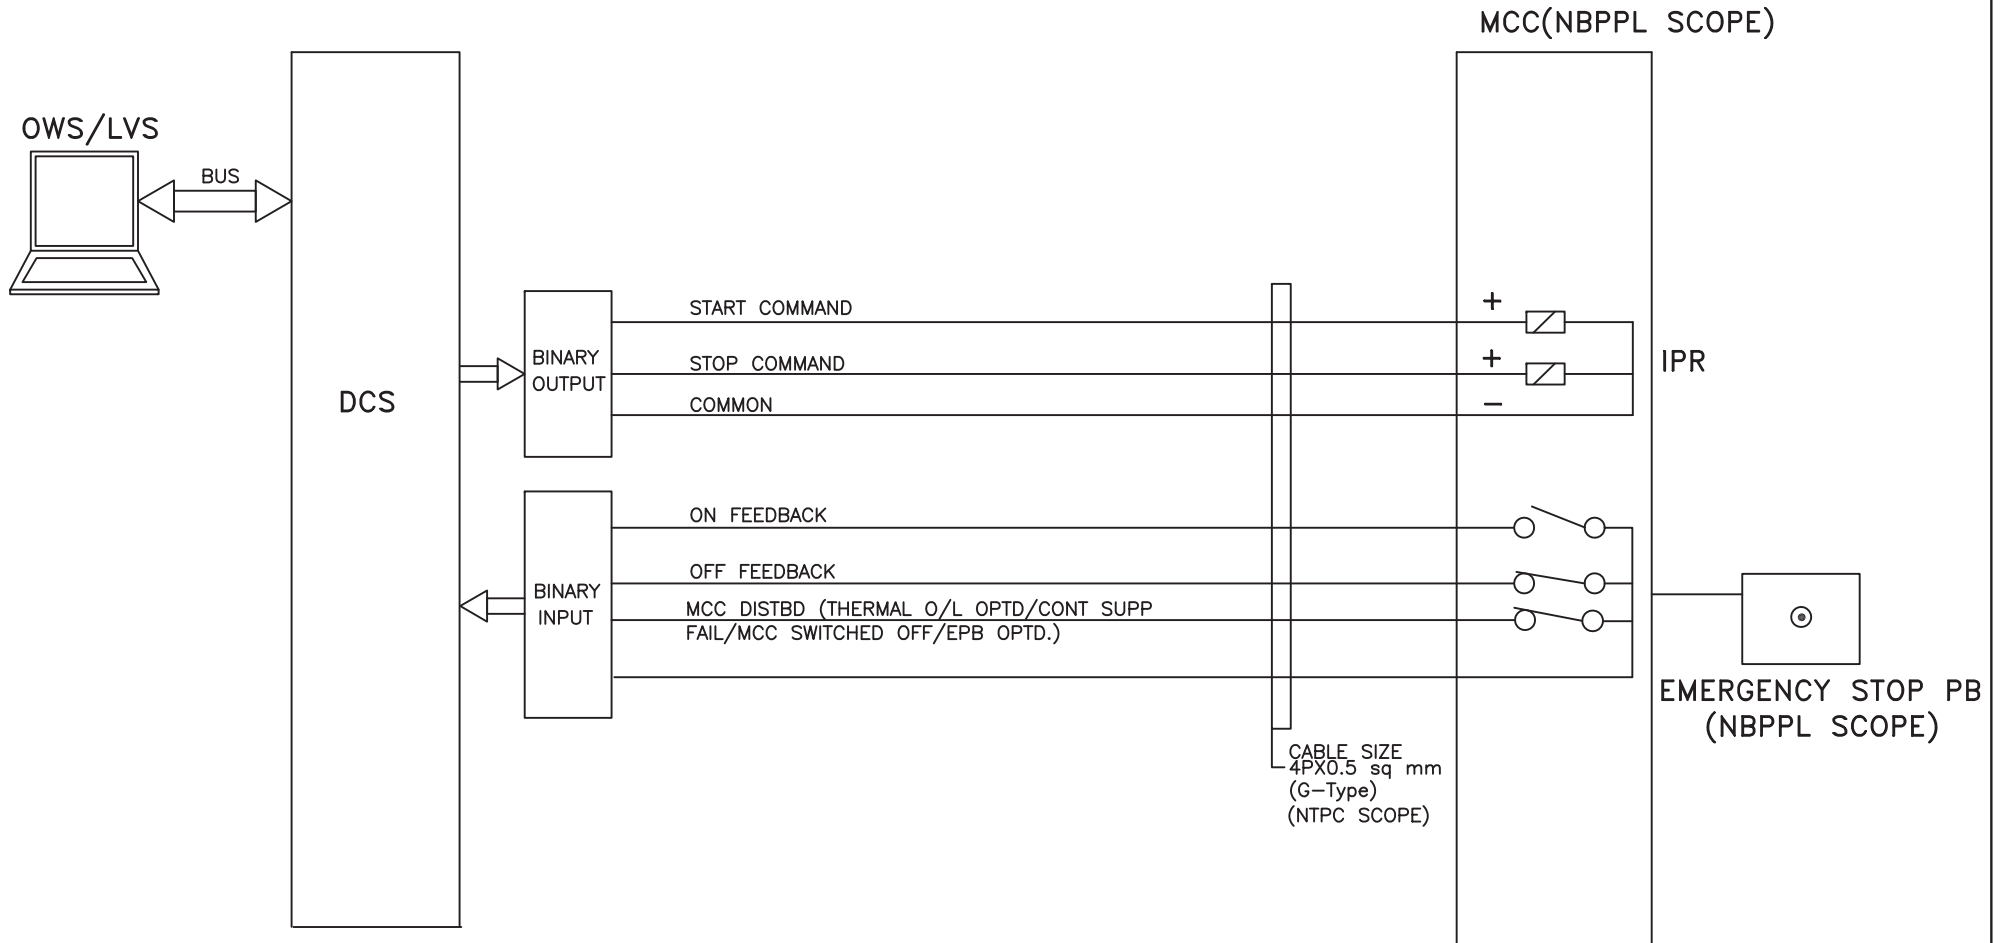 MCC(NBPPL SCOPE)
OWS/LVS
BUS
DCS
BINARY
OUTPUT
START COMMAND
STOP COMMAND
COMMON
+
+
−
IPR
BINARY
INPUT
ON FEEDBACK
OFF FEEDBACK
MCC DISTBD (THERMAL O/L OPTD/CONT SUPP
FAIL/MCC SWITCHED OFF/EPB OPTD.)
EMERGENCY STOP PB
(NBPPL SCOPE)
CABLE SIZE
4PX0.5 sq mm
(G-Type)
(NTPC SCOPE)